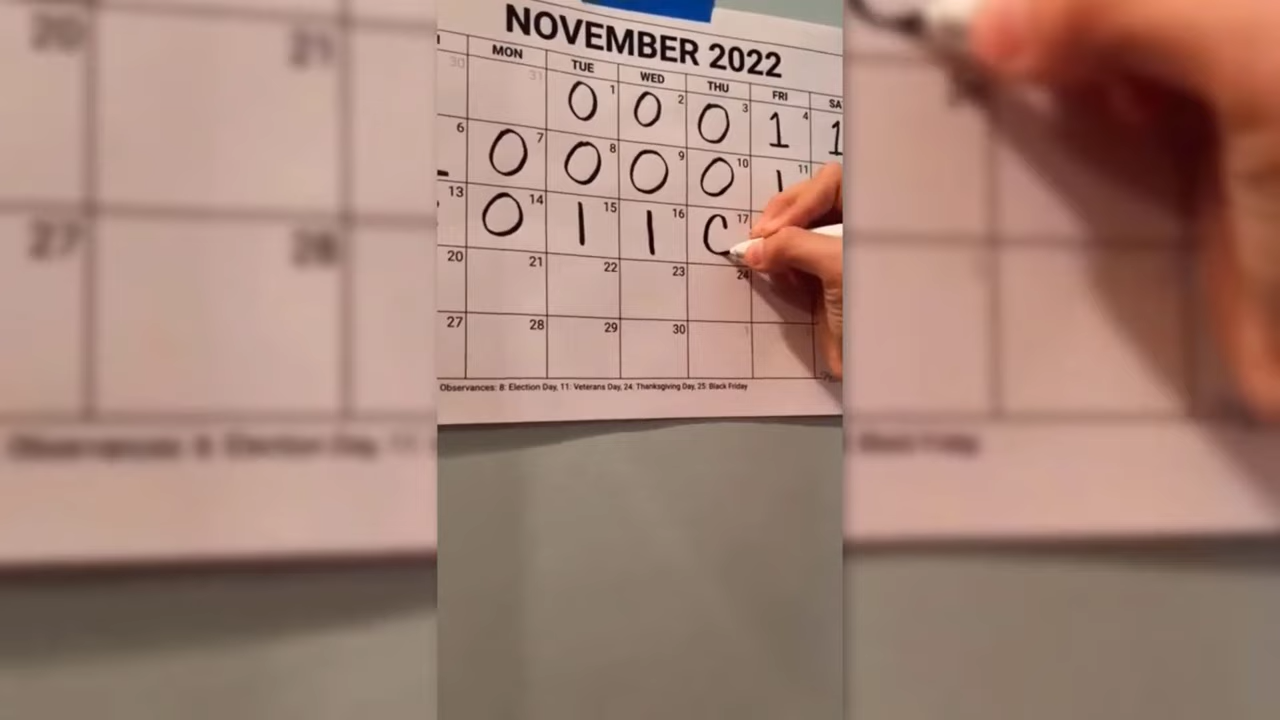 NOVEMBER 2022
MON TUE WED THU FRI SA
30 31 0 1 0 2 0 3 1 4 1
6 0 7 0 8 0 9 0 10 1 11
13 0 14 1 15 1 16 C 17
20 21 22 23 24
27 28 29 30 1
Observances: 8: Election Day, 11: Veterans Day, 24: Thanksgiving Day, 25: Black Friday